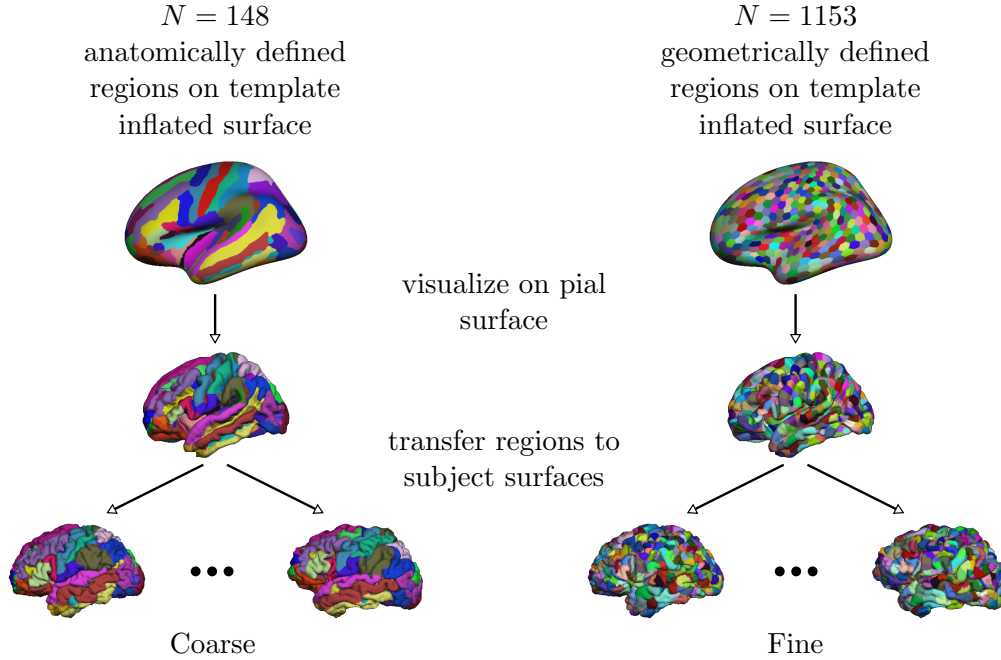 N = 148
anatomically defined
regions on template
inflated surface
N = 1153
geometrically defined
regions on template
inflated surface
visualize on pial
surface
transfer regions to
subject surfaces
Coarse
Fine